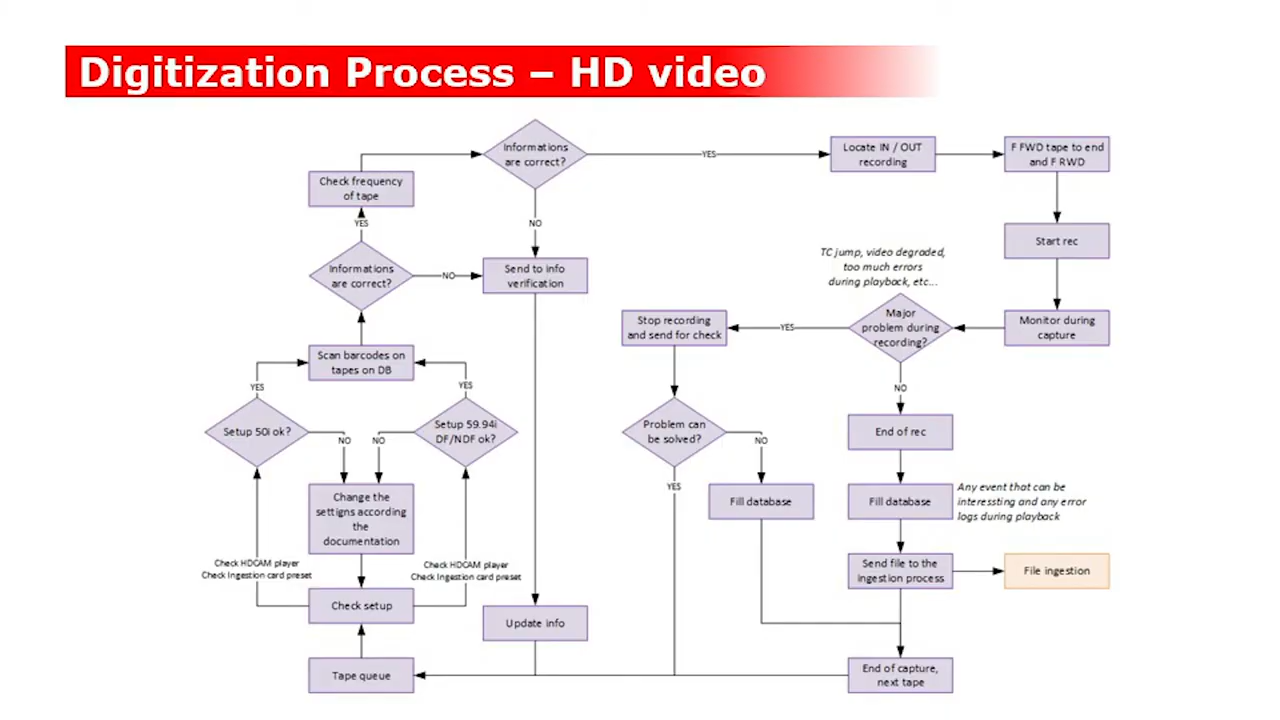 Digitization Process – HD video
Informations
are correct?
YES
Locate IN / OUT
recording
F FWD tape to end
and F RWD
Check frequency
of tape
YES
NO
Start rec
Informations
are correct?
NO
Send to info
verification
TC jump, video degraded,
too much errors
during playback, etc...
Stop recording
and send for check
YES
Major
problem during
recording?
Monitor during
capture
Scan barcodes on
tapes on DB
YES
YES
NO
Setup 50i ok?
NO
NO
Setup 59.94i
DF/NDF ok?
Problem can
be solved?
NO
End of rec
YES
Change the
settigns according
the
documentation
Fill database
Fill database
Any event that can be
interessting and any error
logs during playback
Check HDCAM player
Check Ingestion card preset
Check HDCAM player
Check Ingestion card preset
Send file to the
ingestion process
File ingestion
Check setup
Update info
Tape queue
End of capture,
next tape